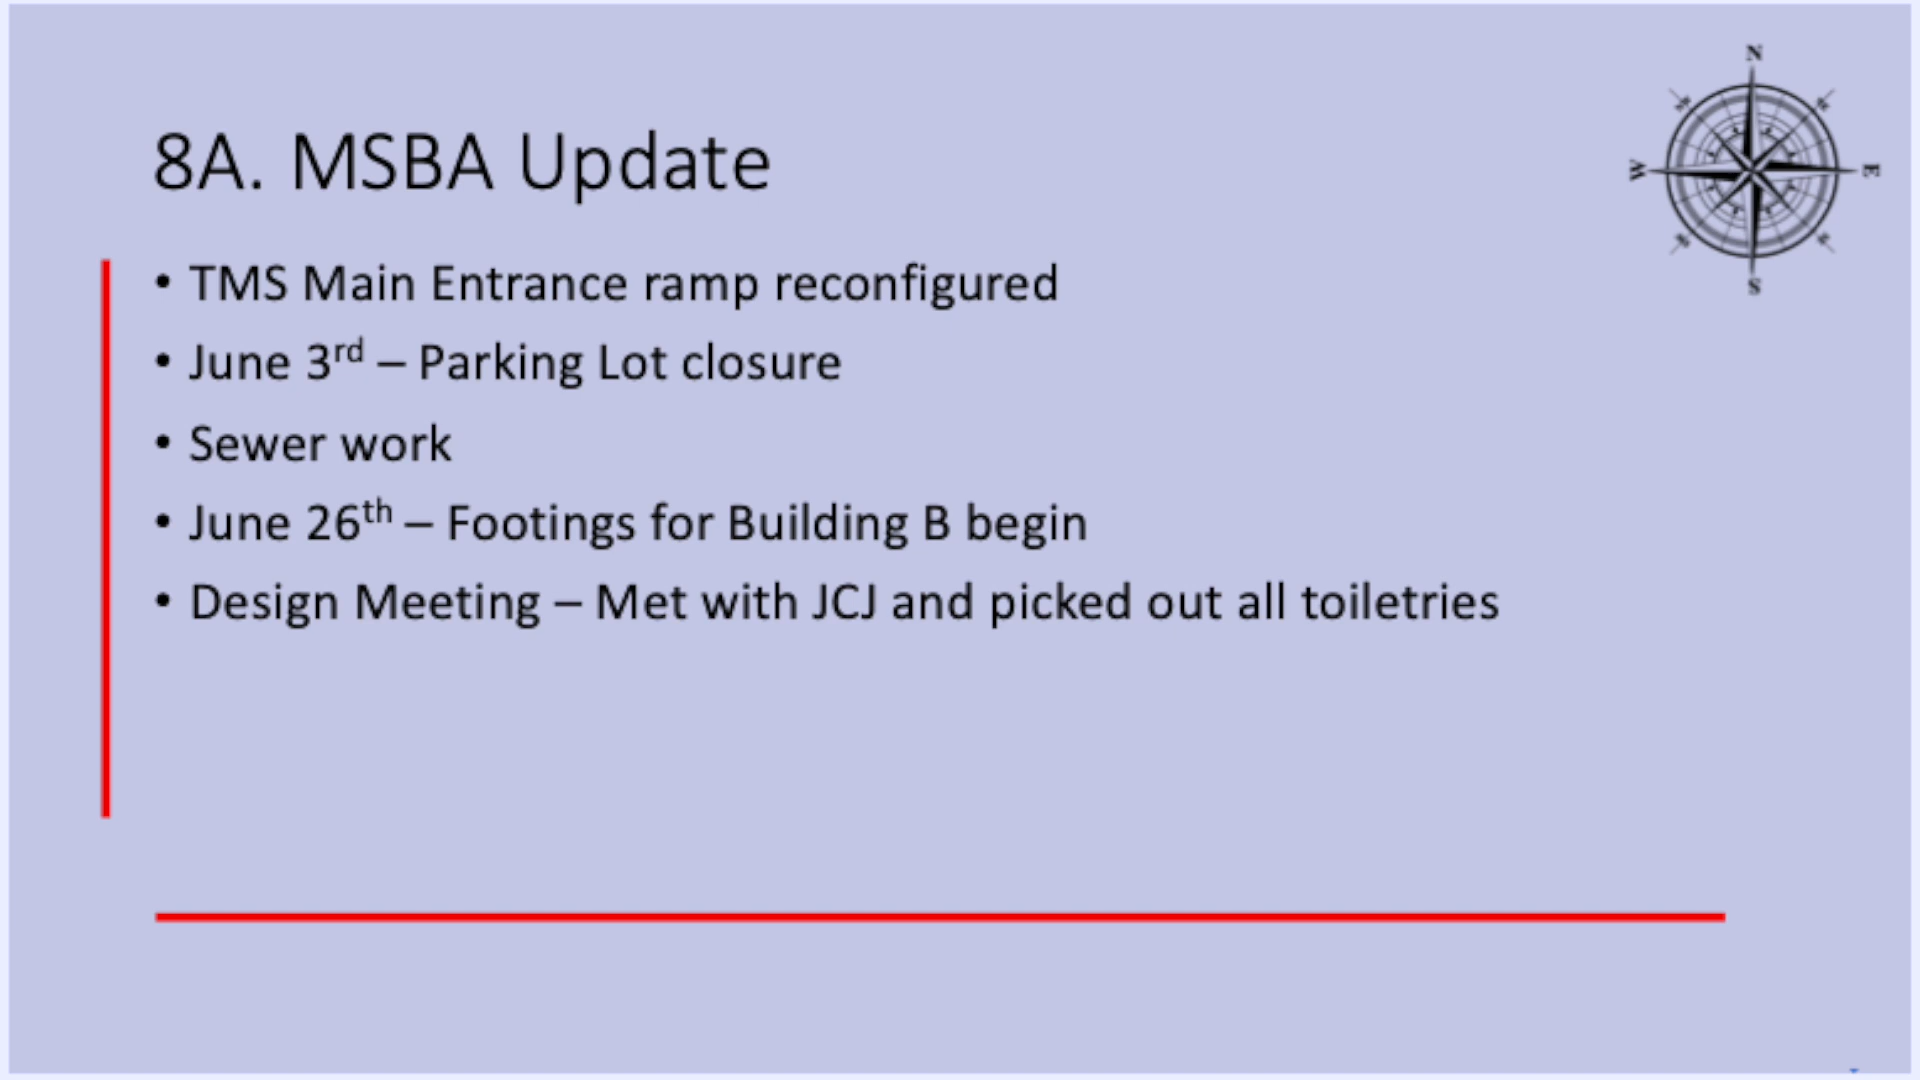 8A. MSBA Update
N
W
E
S
• TMS Main Entrance ramp reconfigured
• June 3rd – Parking Lot closure
• Sewer work
• June 26th – Footings for Building B begin
• Design Meeting – Met with JCJ and picked out all toiletries